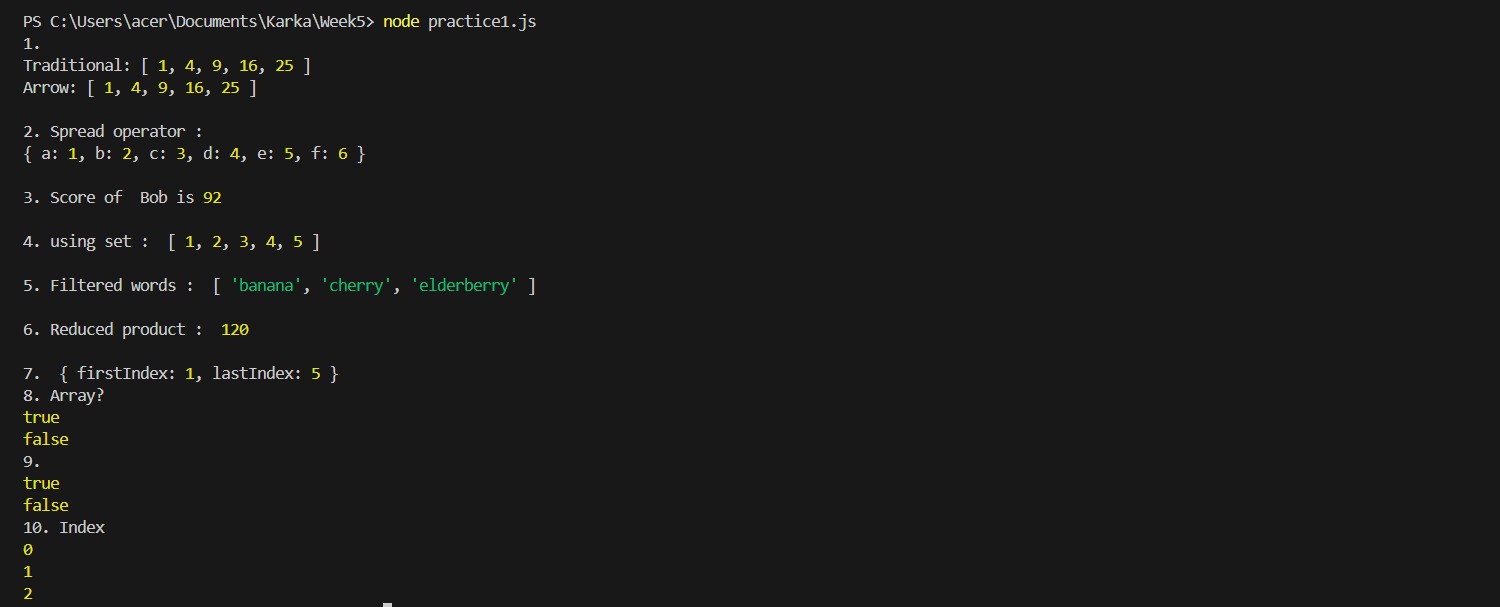 PS C:\Users\acer\Documents\Karka\Week5> node practice1.js
1.
Traditional: [ 1, 4, 9, 16, 25 ]
Arrow: [ 1, 4, 9, 16, 25 ]
2. Spread operator :
{ a: 1, b: 2, c: 3, d: 4, e: 5, f: 6 }
3. Score of  Bob is 92
4. using set :  [ 1, 2, 3, 4, 5 ]
5. Filtered words :  [ 'banana', 'cherry', 'elderberry' ]
6. Reduced product :  120
7.  { firstIndex: 1, lastIndex: 5 }
8. Array?
true
false
9.
true
false
10. Index
0
1
2